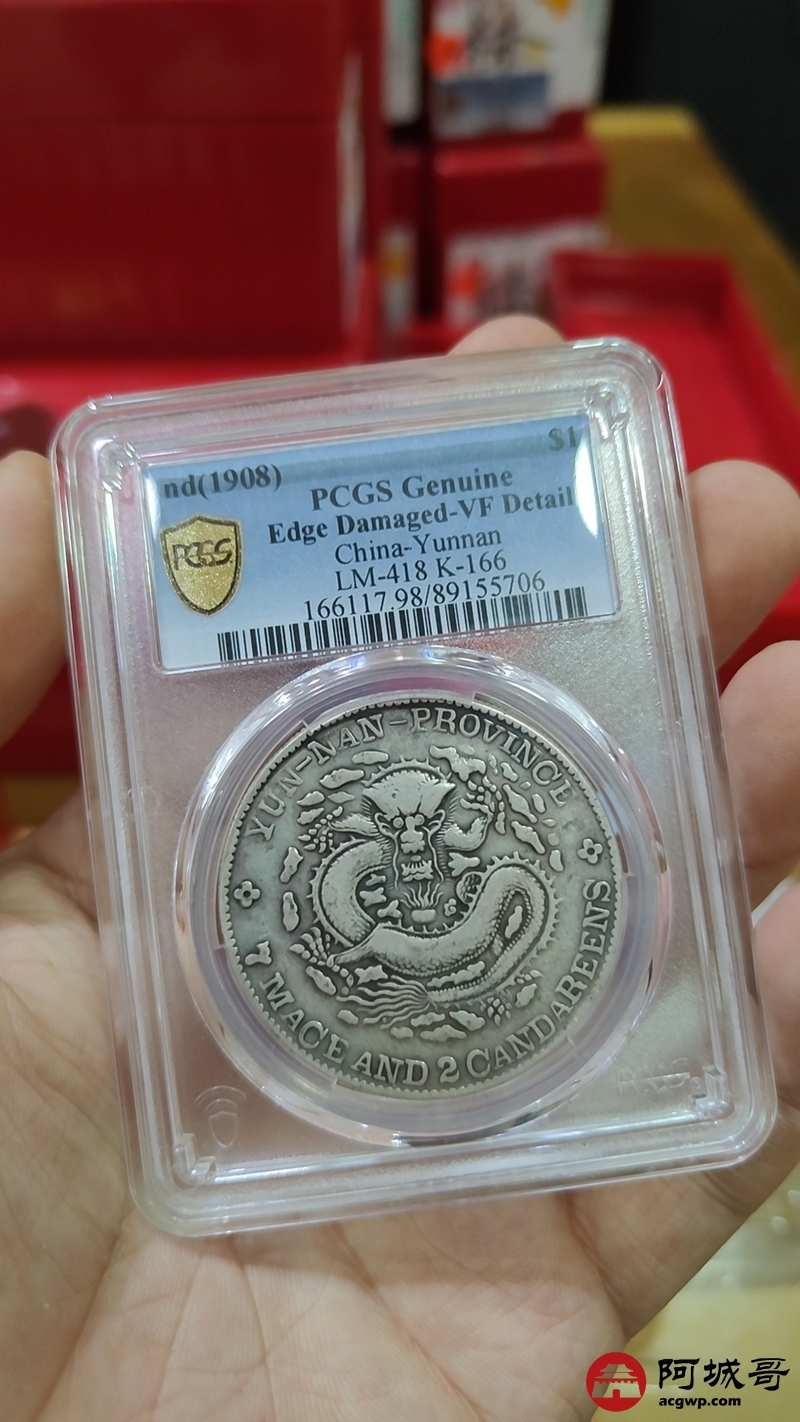 nd(1908)
$1
PCGS Genuine
Edge Damaged-VF Detail
China-Yunnan
LM-418 K-166
166117.98/89155706
PCGS
YUN-NAN-PROVINCE
7 MACE AND 2 CANDAREENS
阿城哥
acgwp.com